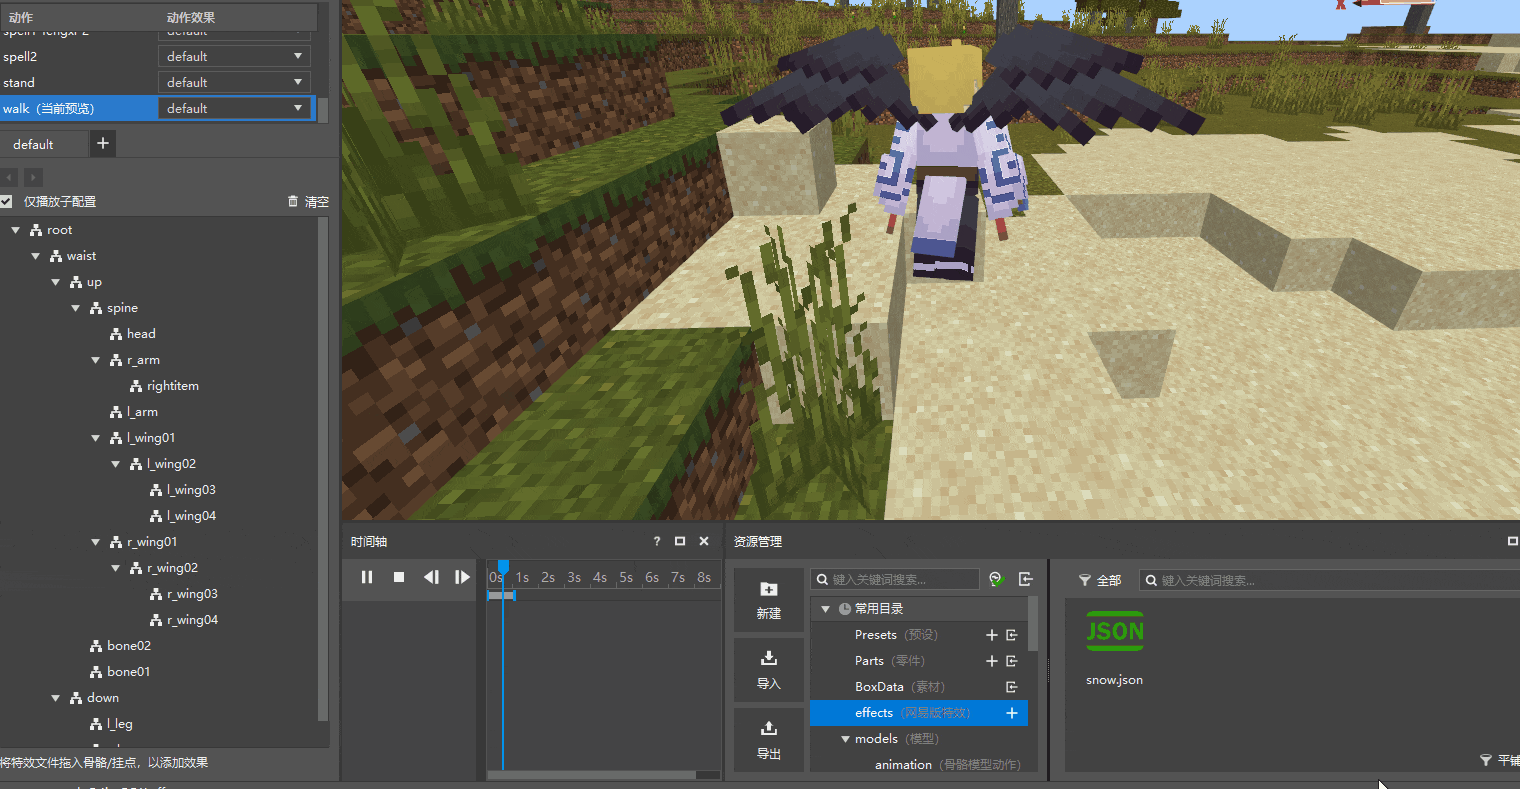 动作 动作效果
default
spell2 default
stand default
walk（当前预览） default
default +
仅播放子配置 清空
root
waist
up
spine
head
r_arm
rightitem
l_arm
l_wing01
l_wing02
l_wing03
l_wing04
r_wing01
r_wing02
r_wing03
r_wing04
bone02
bone01
down
l_leg
将特效文件拖入骨骼/挂点，以添加效果
时间轴 ?
0s 1s 2s 3s 4s 5s 6s 7s 8s
资源管理
新建
导入
导出
键入关键词搜索...
常用目录
Presets（预设）
Parts（零件）
BoxData（素材）
effects（网易版特效）
models（模型）
animation（骨骼模型动作）
全部 键入关键词搜索...
JSON
snow.json
平铺